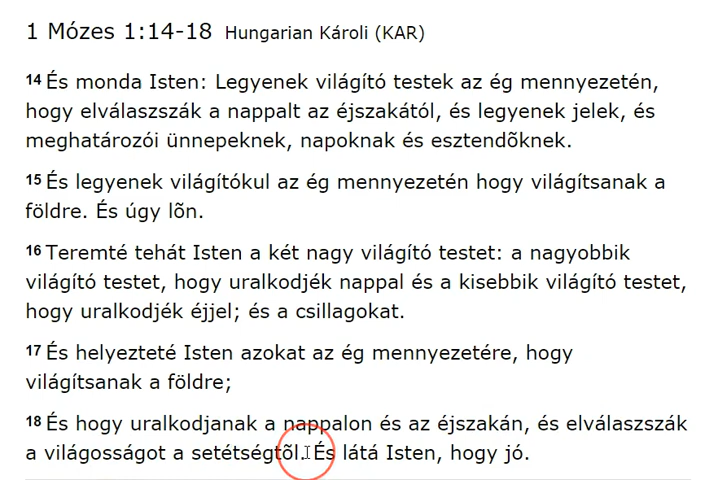 1 Mózes 1:14-18 Hungarian Károli (KAR)
14 És monda Isten: Legyenek világító testek az ég mennyezetén,
hogy elválaszszák a nappalt az éjszakától, és legyenek jelek, és
meghatározói ünnepeknek, napoknak és esztendõknek.
15 És legyenek világítókul az ég mennyezetén hogy világítsanak a
földre. És úgy lõn.
16 Teremté tehát Isten a két nagy világító testet: a nagyobbik
világító testet, hogy uralkodjék nappal és a kisebbik világító testet,
hogy uralkodjék éjjel; és a csillagokat.
17 És helyezteté Isten azokat az ég mennyezetére, hogy
világítsanak a földre;
18 És hogy uralkodjanak a nappalon és az éjszakán, és elválaszszák
a világosságot a setétségtõl. És látá Isten, hogy jó.